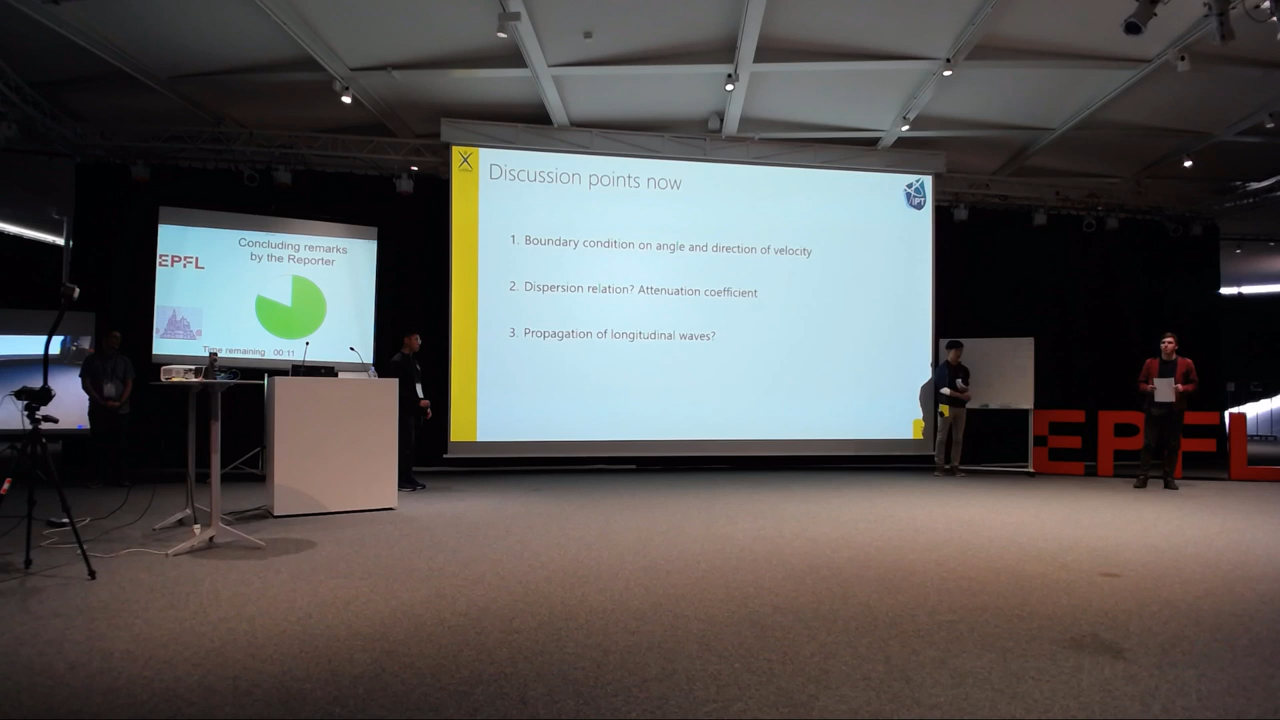 Concluding remarks
by the Reporter
EPFL
Time remaining : 00:11
Discussion points now
IPT
1. Boundary condition on angle and direction of velocity
2. Dispersion relation? Attenuation coefficient
3. Propagation of longitudinal waves?
EPFL